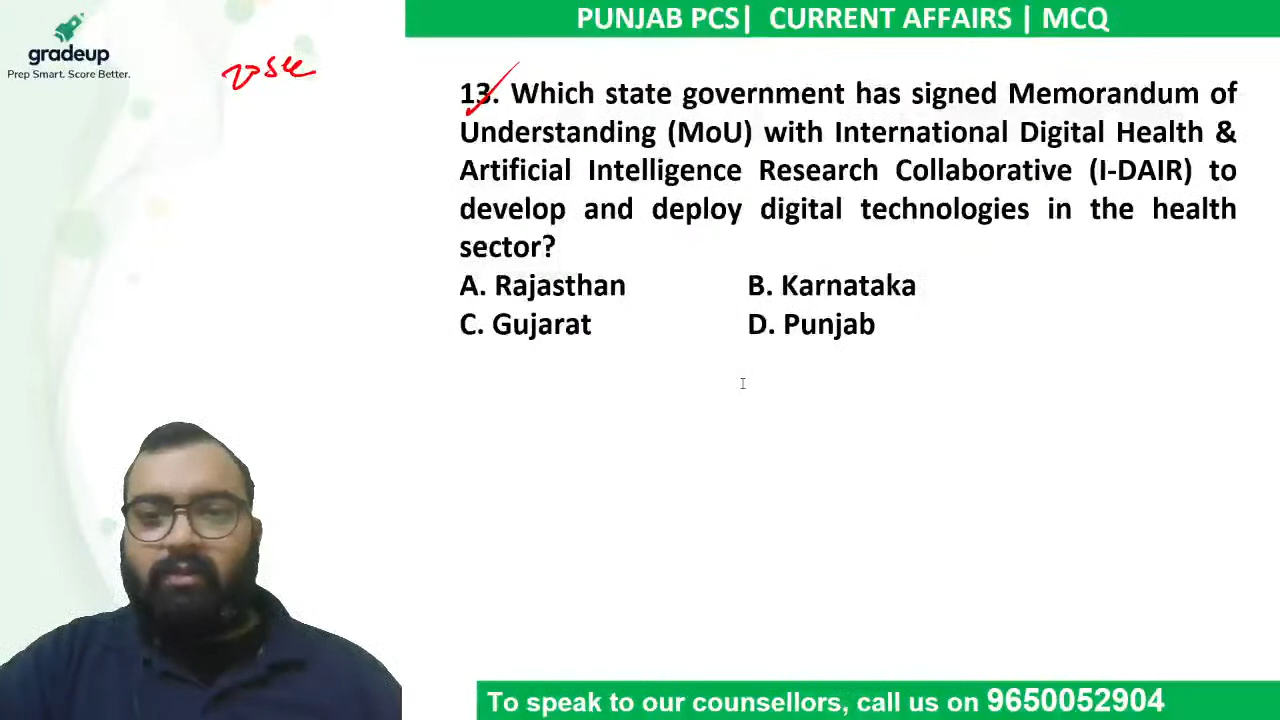 PUNJAB PCS| CURRENT AFFAIRS | MCQ
gradeup
Prep Smart. Score Better.
13. Which state government has signed Memorandum of
Understanding (MoU) with International Digital Health &
Artificial Intelligence Research Collaborative (I-DAIR) to
develop and deploy digital technologies in the health
sector?
A. Rajasthan B. Karnataka
C. Gujarat D. Punjab
To speak to our counsellors, call us on 9650052904